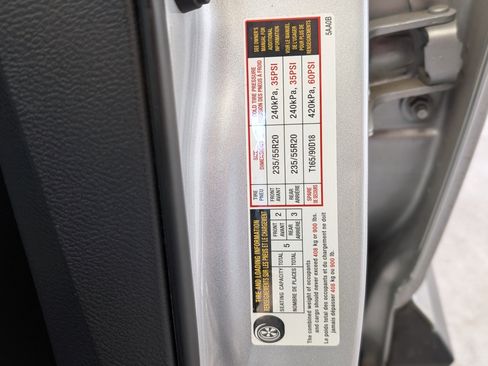 TIRE AND LOADING INFORMATION
RENSEIGNEMENTS SUR LES PNEUS ET LE CHARGEMENT
SEATING CAPACITY TOTAL 5 FRONT 2 REAR 3
NOMBRE DE PLACES TOTAL AVANT ARRIÈRE
The combined weight of occupants
and cargo should never exceed 408 kg or 900 lbs.
Le poids total des occupants et du chargement ne doit
jamais dépasser 408 kg ou 900 lb.
TIRE SIZE COLD TIRE PRESSURE
PNEU DES PNEUS À FROID
FRONT 235/55R20 240kPa, 35PSI
AVANT
REAR 235/55R20 240kPa, 35PSI
ARRIÈRE
SPARE T165/90D18 420kPa, 60PSI
DE SECOURS
SEE OWNER'S
MANUAL FOR
ADDITIONAL
INFORMATION
VOIR LE MANUEL
DE L'USAGER
POUR PLUS DE
RENSEIGNEMENTS
5AA0B